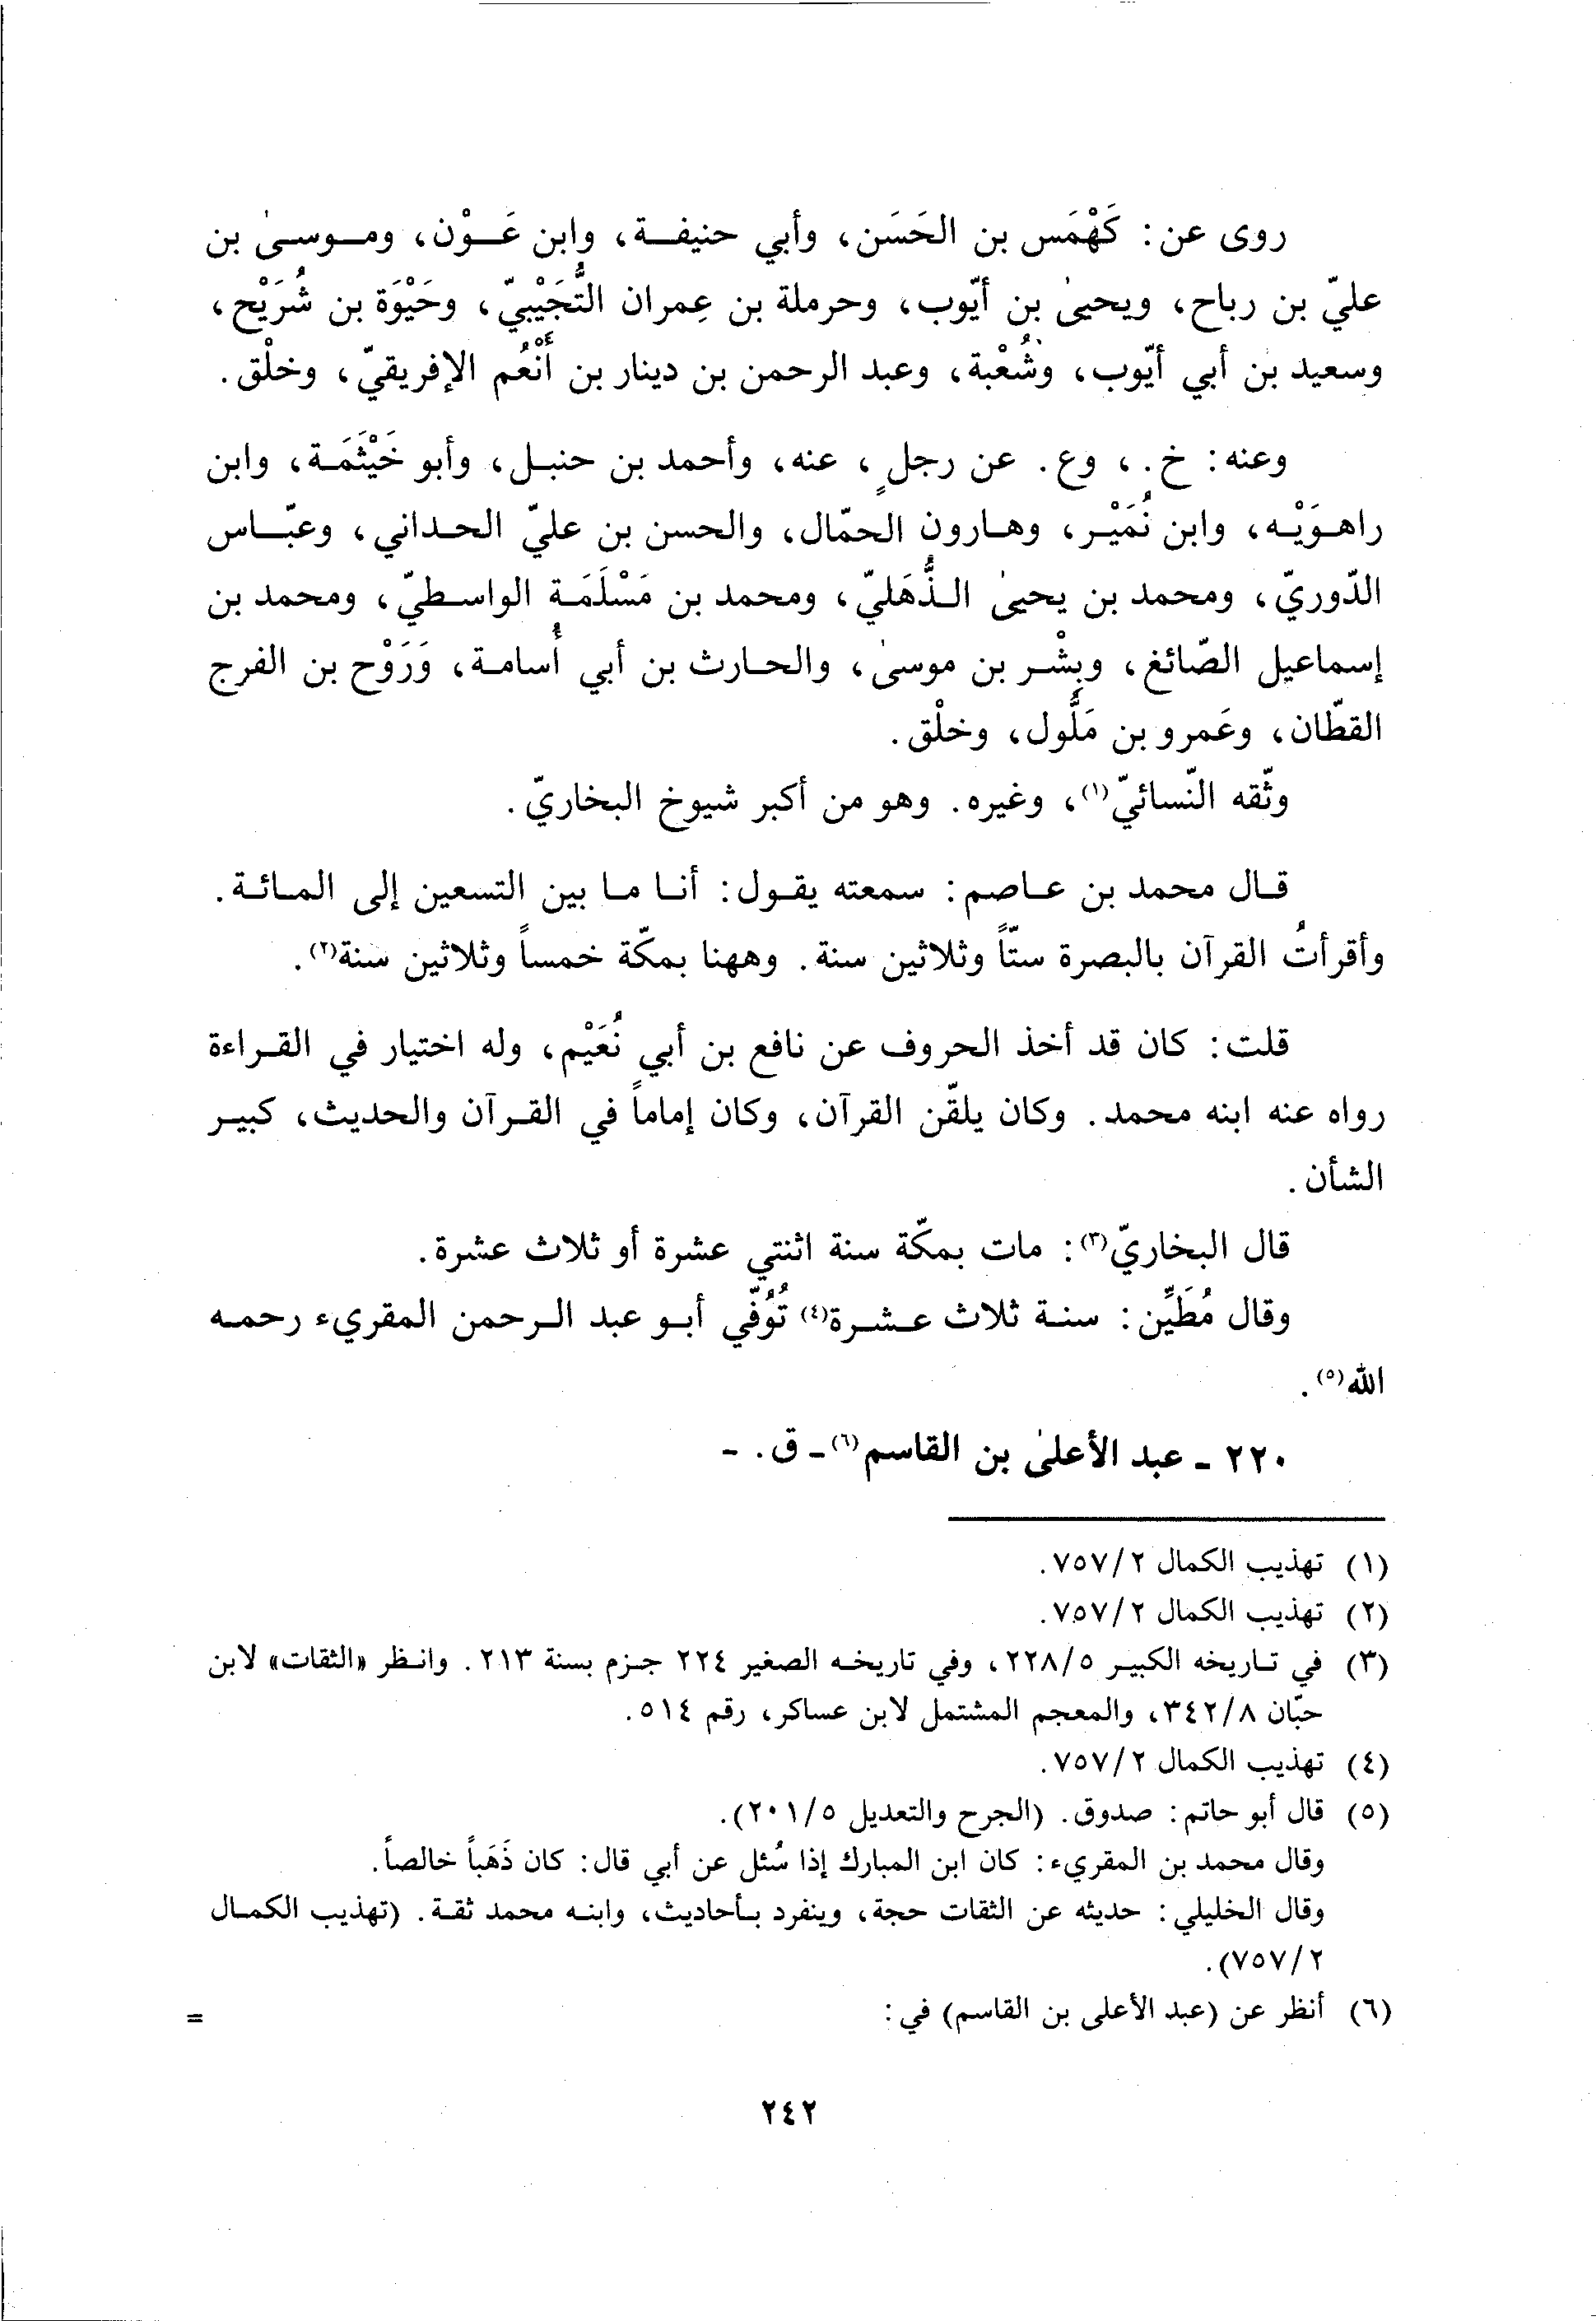 روى عن: كَهْمَس بن الحَسَن، وأبي حنيفة، وابن عَوْن، وموسىٰ بن
عليّ بن رباح، ويحيىٰ بن أيّوب، وحرملة بن عِمران التُّجَيْبيّ، وحَيْوَة بن شُرَيْح،
وسعيد بن أبي أيّوب، وشُعْبة، وعبد الرحمن بن دينار بن أَنْعُم الإفريقيّ، وخلْق.
وعنه: خ.، وع. عن رجلٍ، عنه، وأحمد بن حنبل، وأبو خَيْثَمَة، وابن
راهوَيْه، وابن نُمَيْر، وهارون الحمّال، والحسن بن عليّ الحداني، وعبّاس
الدّوريّ، ومحمد بن يحيىٰ الذُّهَليّ، ومحمد بن مَسْلَمَة الواسطيّ، ومحمد بن
إسماعيل الصّائغ، وبِشْر بن موسىٰ، والحارث بن أبي أُسامة، وَرَوْح بن الفرج
القطّان، وعَمرو بن مَلُّول، وخلْق.
وثّقه النّسائيّ(١)، وغيره. وهو من أكبر شيوخ البخاريّ.
قال محمد بن عاصم: سمعته يقول: أنا ما بين التسعين إلى المائة.
وأقرأتُ القرآن بالبصرة ستّاً وثلاثين سنة. وههنا بمكّة خمساً وثلاثين سنة(٢).
قلت: كان قد أخذ الحروف عن نافع بن أبي نُعَيْم، وله اختيار في القراءة
رواه عنه ابنه محمد. وكان يلقّن القرآن، وكان إماماً في القرآن والحديث، كبير
الشأن.
قال البخاريّ(٣): مات بمكّة سنة اثنتي عشرة أو ثلاث عشرة.
وقال مُطَيِّن: سنة ثلاث عشرة(٤) تُوُفّي أبو عبد الرحمن المقريء رحمه
الله(٥).
٢٢٠ - عبد الأعلىٰ بن القاسم(٦) - ق. -
(١) تهذيب الكمال ٧٥٧/٢.
(٢) تهذيب الكمال ٧٥٧/٢.
(٣) في تاريخه الكبير ٢٢٨/٥، وفي تاريخه الصغير ٢٢٤ جزم بسنة ٢١٣. وانظر «الثقات» لابن
حبّان ٣٤٢/٨، والمعجم المشتمل لابن عساكر، رقم ٥١٤.
(٤) تهذيب الكمال ٧٥٧/٢.
(٥) قال أبو حاتم: صدوق. (الجرح والتعديل ٢٠١/٥).
وقال محمد بن المقريء: كان ابن المبارك إذا سُئل عن أبي قال: كان ذَهَباً خالصاً.
وقال الخليلي: حديثه عن الثقات حجة، وينفرد بأحاديث، وابنه محمد ثقة. (تهذيب الكمال
٧٥٧/٢).
(٦) أنظر عن (عبد الأعلى بن القاسم) في: =
٢٤٢